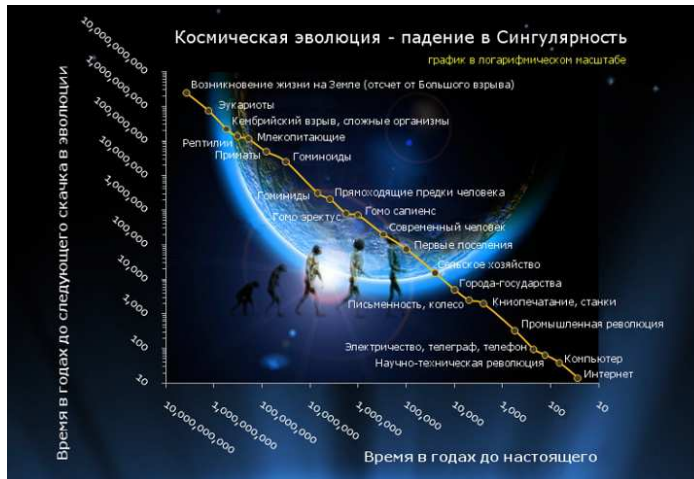 Космическая эволюция - падение в Сингулярность
график в логарифмическом масштабе
Время в годах до следующего скачка в эволюции
10,000,000,000
1,000,000,000
100,000,000
10,000,000
1,000,000
100,000
10,000
1,000
100
10
Возникновение жизни на Земле (отсчет от Большого взрыва)
Эукариоты
Кембрийский взрыв, сложные организмы
Рептилии
Млекопитающие
Приматы
Гоминоиды
Гоминиды
Прямоходящие предки человека
Гомо эректус
Гомо сапиенс
Современный человек
Первые поселения
Сельское хозяйство
Города-государства
Письменность, колесо
Книопечатание, станки
Промышленная революция
Электричество, телеграф, телефон
Компьютер
Научно-техническая революция
Интернет
10,000,000,000
1,000,000,000
100,000,000
10,000,000
1,000,000
100,000
10,000
1,000
100
10
Время в годах до настоящего